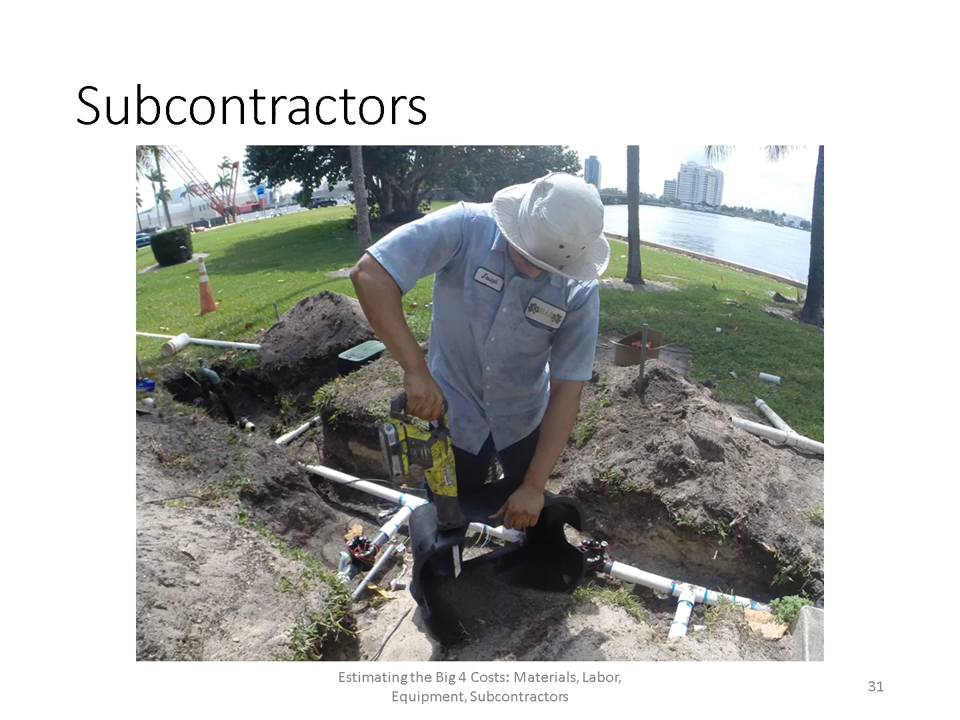 Subcontractors
Estimating the Big 4 Costs: Materials, Labor,
Equipment, Subcontractors
31